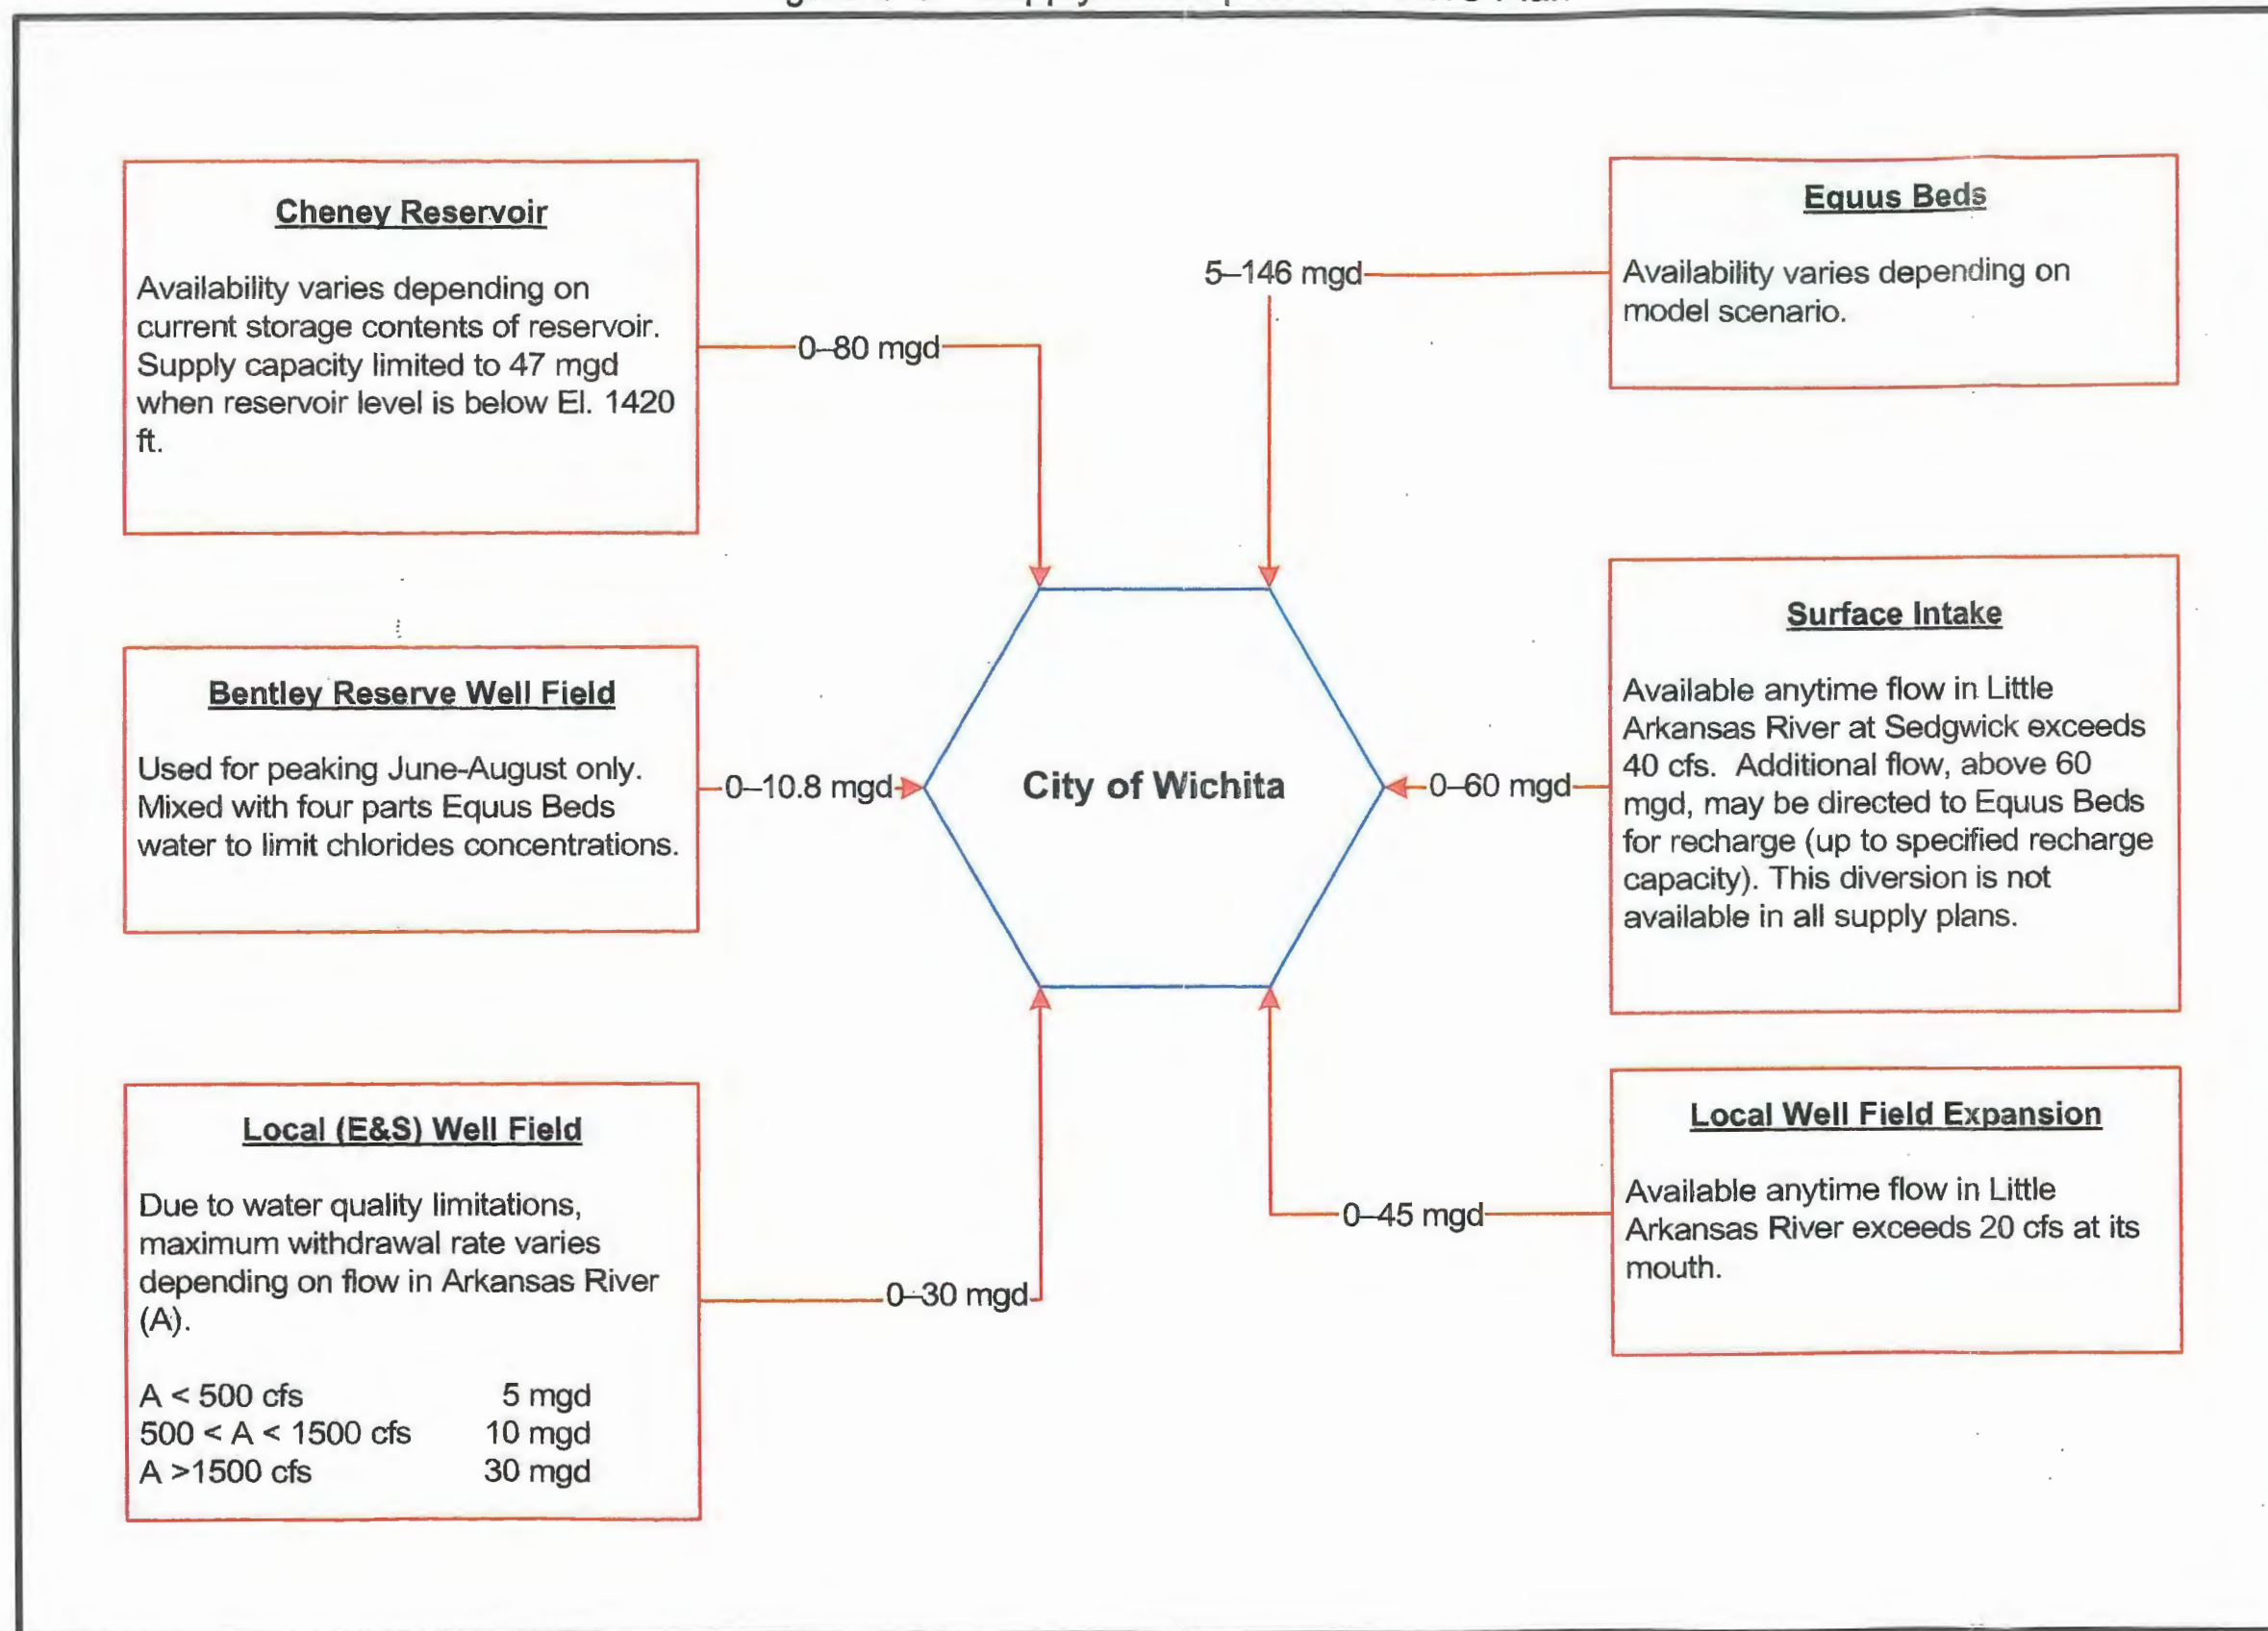 Cheney Reservoir
Availability varies depending on
current storage contents of reservoir.
Supply capacity limited to 47 mgd
when reservoir level is below El. 1420
ft.
0–80 mgd
Equus Beds
Availability varies depending on
model scenario.
5–146 mgd
Bentley Reserve Well Field
Used for peaking June-August only.
Mixed with four parts Equus Beds
water to limit chlorides concentrations.
0–10.8 mgd
City of Wichita
0–60 mgd
Surface Intake
Available anytime flow in Little
Arkansas River at Sedgwick exceeds
40 cfs. Additional flow, above 60
mgd, may be directed to Equus Beds
for recharge (up to specified recharge
capacity). This diversion is not
available in all supply plans.
Local (E&S) Well Field
Due to water quality limitations,
maximum withdrawal rate varies
depending on flow in Arkansas River
(A).
A < 500 cfs 5 mgd
500 < A < 1500 cfs 10 mgd
A >1500 cfs 30 mgd
0–30 mgd
0–45 mgd
Local Well Field Expansion
Available anytime flow in Little
Arkansas River exceeds 20 cfs at its
mouth.